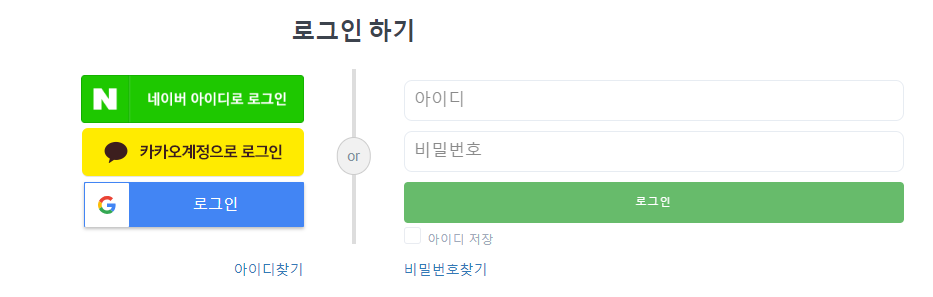 로그인 하기
네이버 아이디로 로그인
카카오계정으로 로그인
로그인
아이디찾기
or
아이디
비밀번호
로그인
아이디 저장
비밀번호찾기